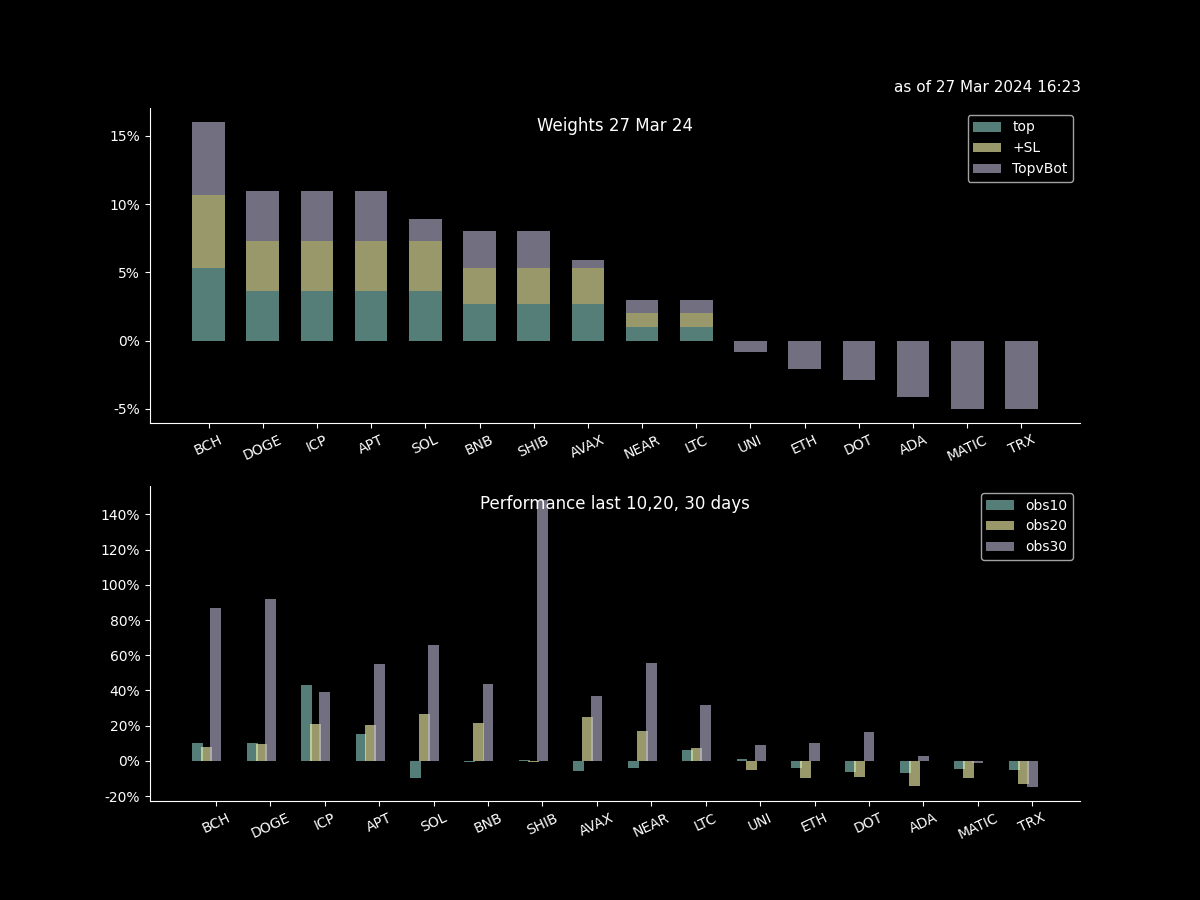 as of 27 Mar 2024 16:23
Weights 27 Mar 24
top
+SL
TopvBot
15%
10%
5%
0%
-5%
BCH DOGE ICP APT SOL BNB SHIB AVAX NEAR LTC UNI ETH DOT ADA MATIC TRX
Performance last 10,20, 30 days
obs10
obs20
obs30
140%
120%
100%
80%
60%
40%
20%
0%
-20%
BCH DOGE ICP APT SOL BNB SHIB AVAX NEAR LTC UNI ETH DOT ADA MATIC TRX